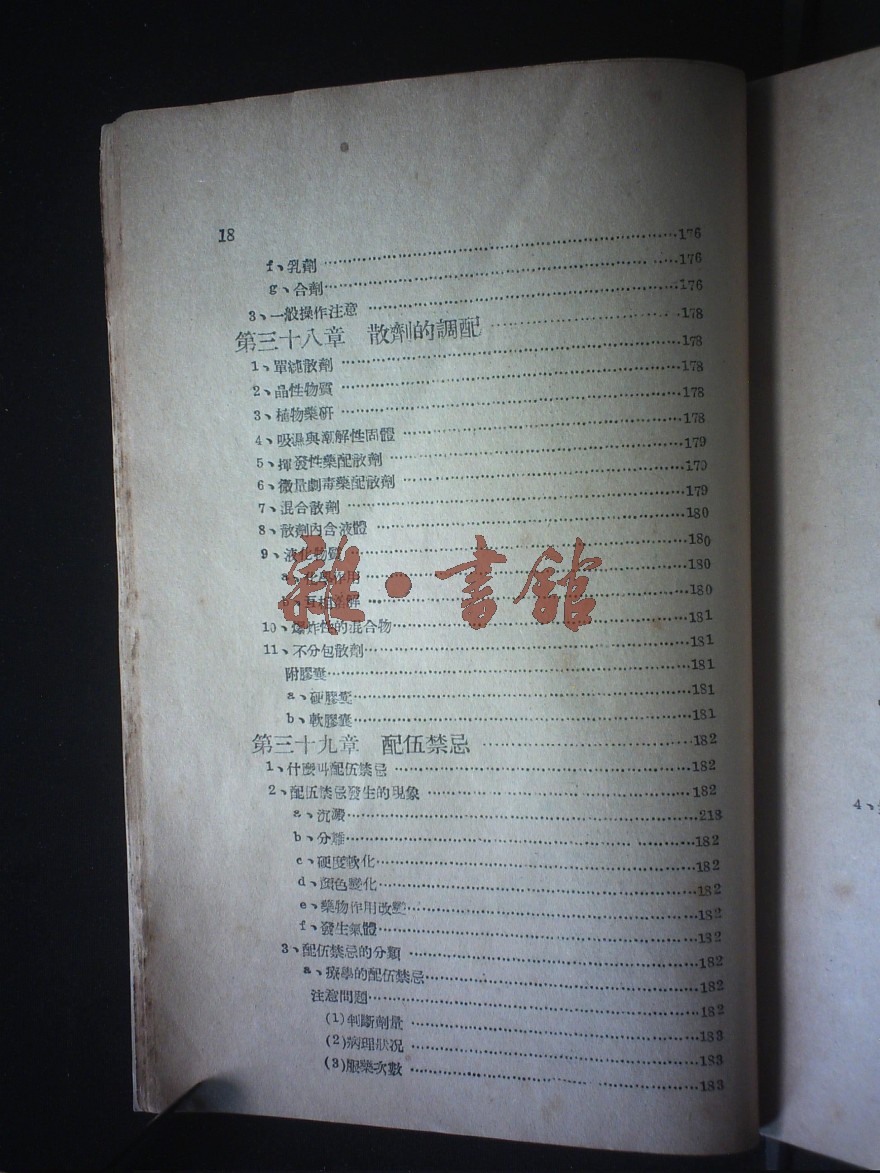 18
f、乳劑………176
g、合劑………176
3、一般操作注意………176
第三十八章　散劑的調配………178
1、單純散劑………178
2、晶性物質………178
3、植物藥研………178
4、吸濕與潮解性固體………178
5、揮發性藥配散劑………179
6、微量劇毒藥配散劑………179
7、混合散劑………179
8、散劑內含液體………180
9、液化物質………180
a、化學作用………180
b、互相溶解………180
10、爆炸性的混合物………181
11、不分包散劑………181
附膠囊………181
a、硬膠囊………181
b、軟膠囊………181
第三十九章　配伍禁忌………182
1、什麼叫配伍禁忌………182
2、配伍禁忌發生的現象………182
a、沉澱………218
b、分離………182
c、硬度軟化………182
d、顏色變化………182
e、藥物作用改變………182
f、發生氣體………182
3、配伍禁忌的分類………182
a、療學的配伍禁忌………182
注意問題………182
(1)判斷劑量………183
(2)病理狀況………183
(3)服藥次數………183
4、
雜·書館